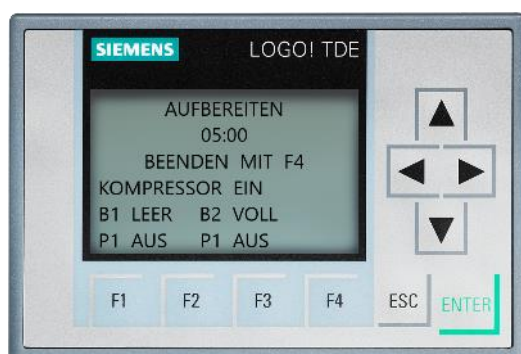 SIEMENS LOGO! TDE
AUFBEREITEN
05:00
BEENDEN MIT F4
KOMPRESSOR EIN
B1 LEER B2 VOLL
P1 AUS P1 AUS
F1 F2 F3 F4 ESC ENTER